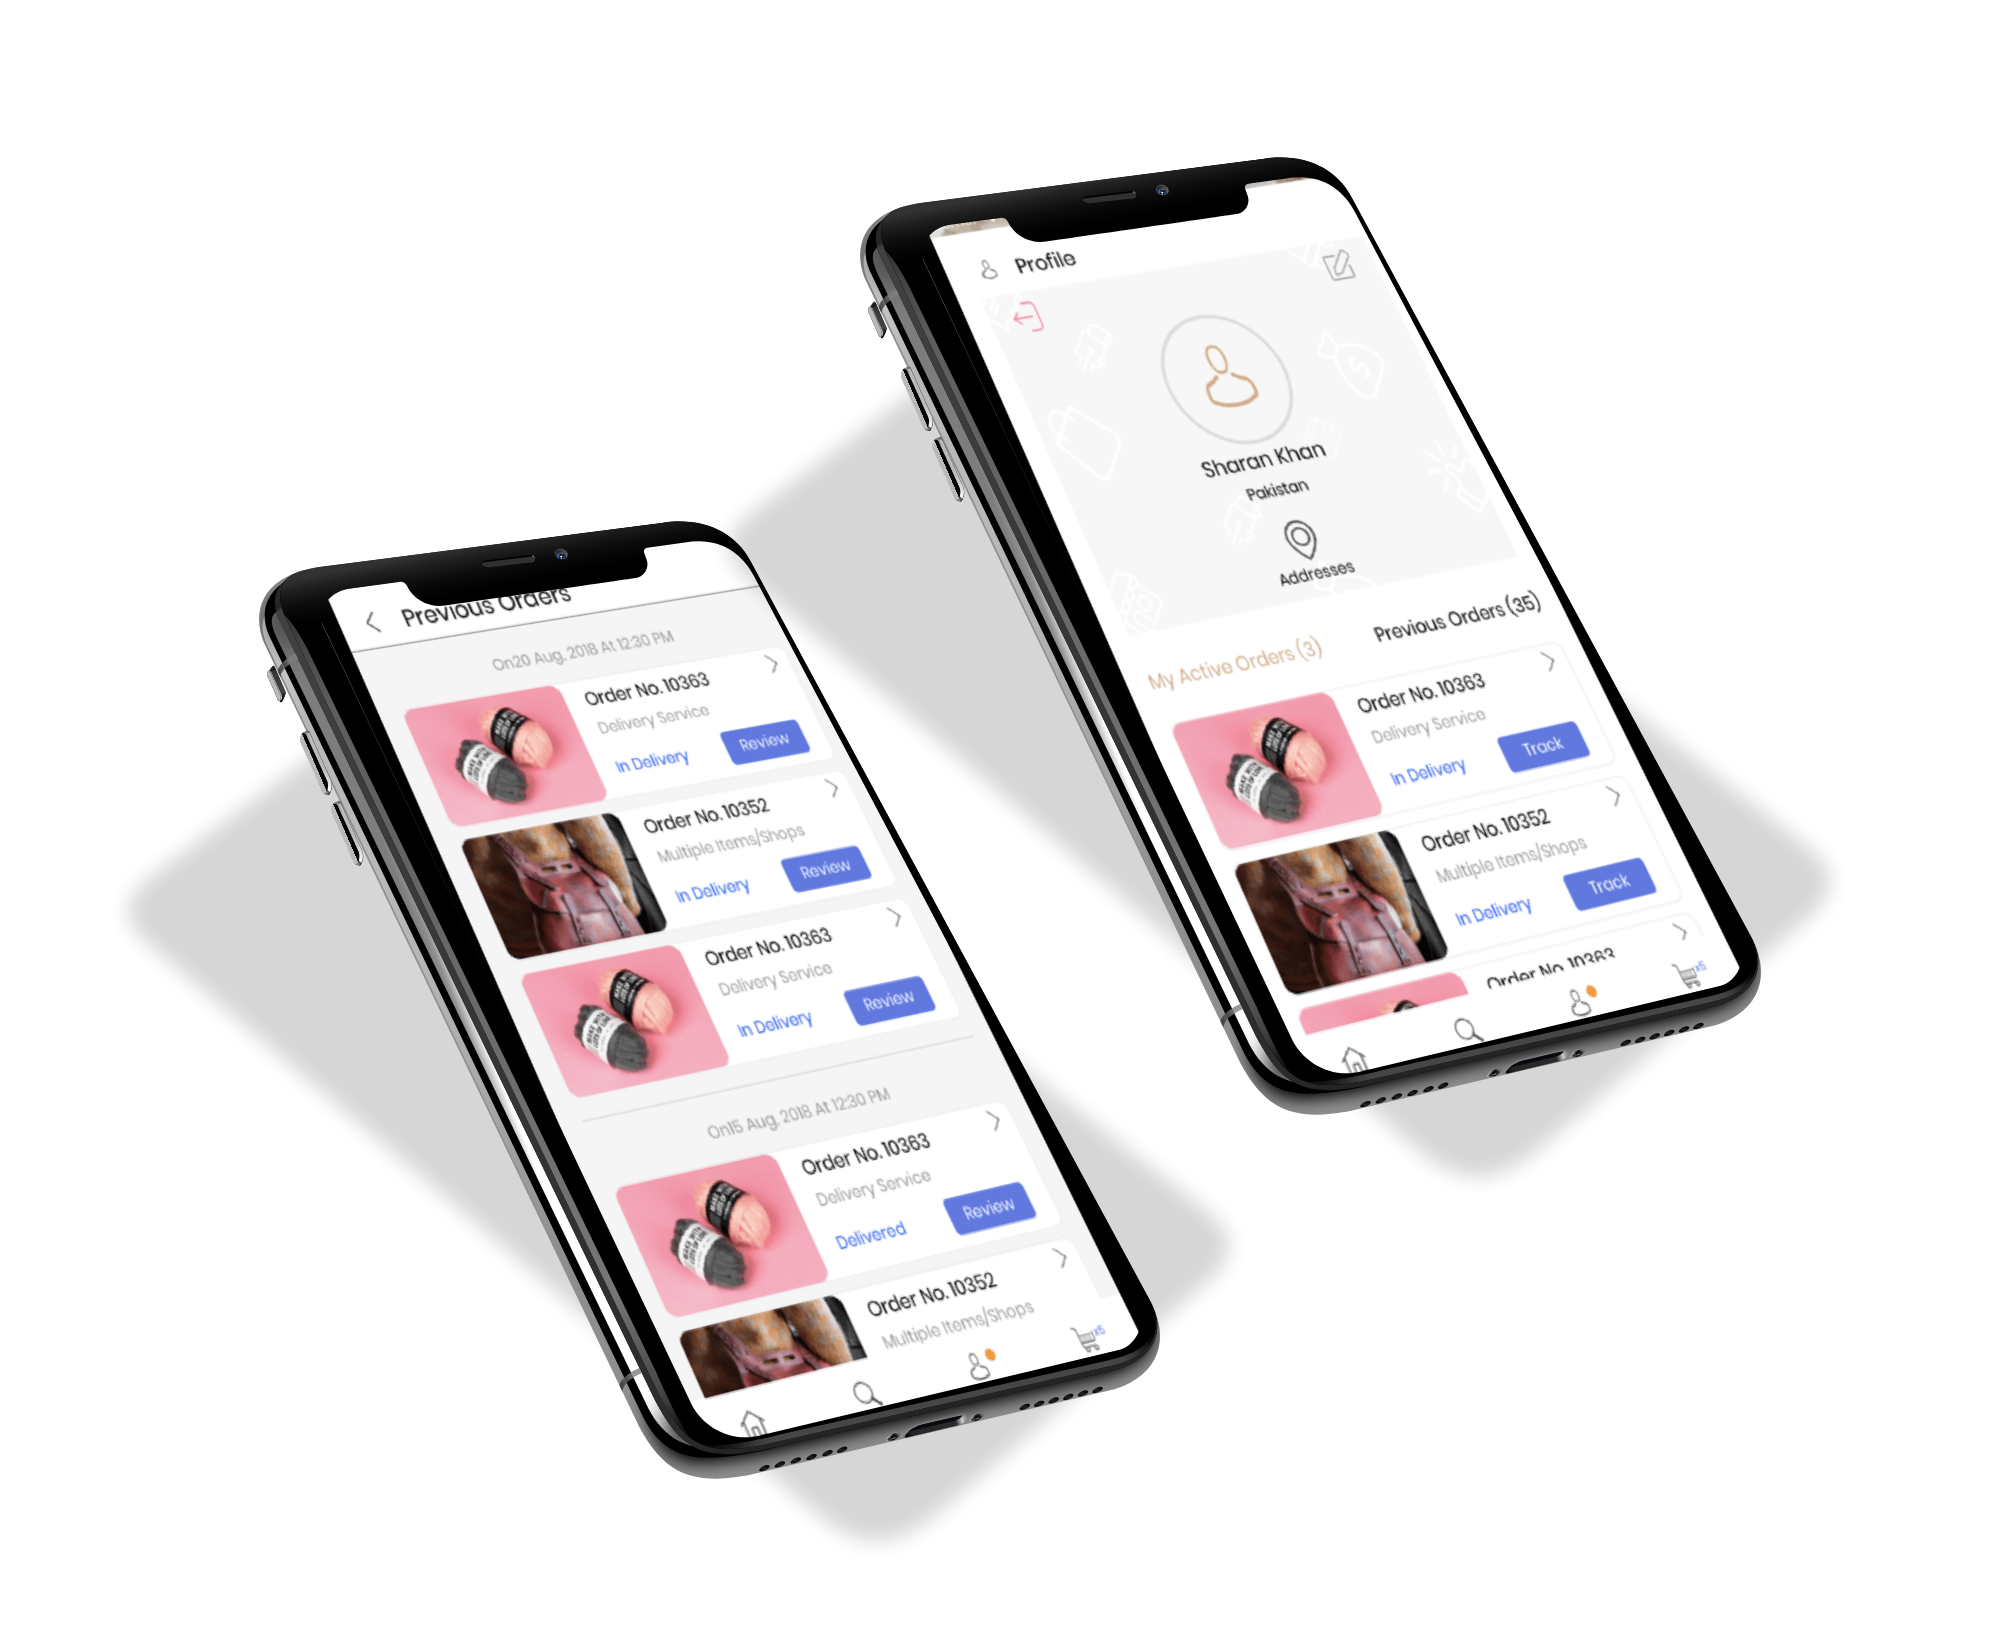 Previous Orders
On20 Aug, 2018 At 12:30 PM
Order No. 10363
Delivery Service
In Delivery
Review
Order No. 10352
Multiple Items/Shops
In Delivery
Review
Order No. 10363
Delivery Service
In Delivery
Review
On15 Aug, 2018 At 12:30 PM
Order No. 10363
Delivery Service
Delivered
Review
Order No. 10352
Multiple Items/Shops
x5
Profile
Sharan Khan
Pakistan
Addresses
My Active Orders (3)
Previous Orders (35)
Order No. 10363
Delivery Service
In Delivery
Track
Order No. 10352
Multiple Items/Shops
In Delivery
Track
Order No. 10363
x5